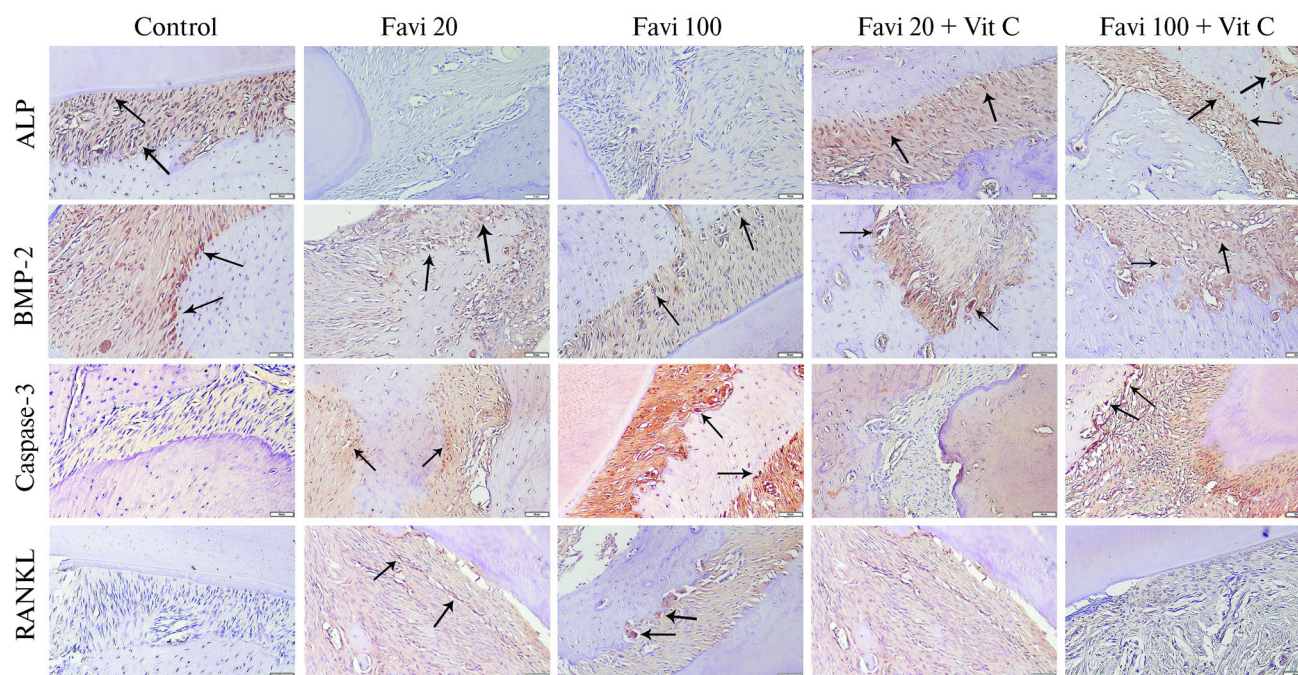 Control Favi 20 Favi 100 Favi 20 + Vit C Favi 100 + Vit C
ALP
BMP-2
Caspase-3
RANKL